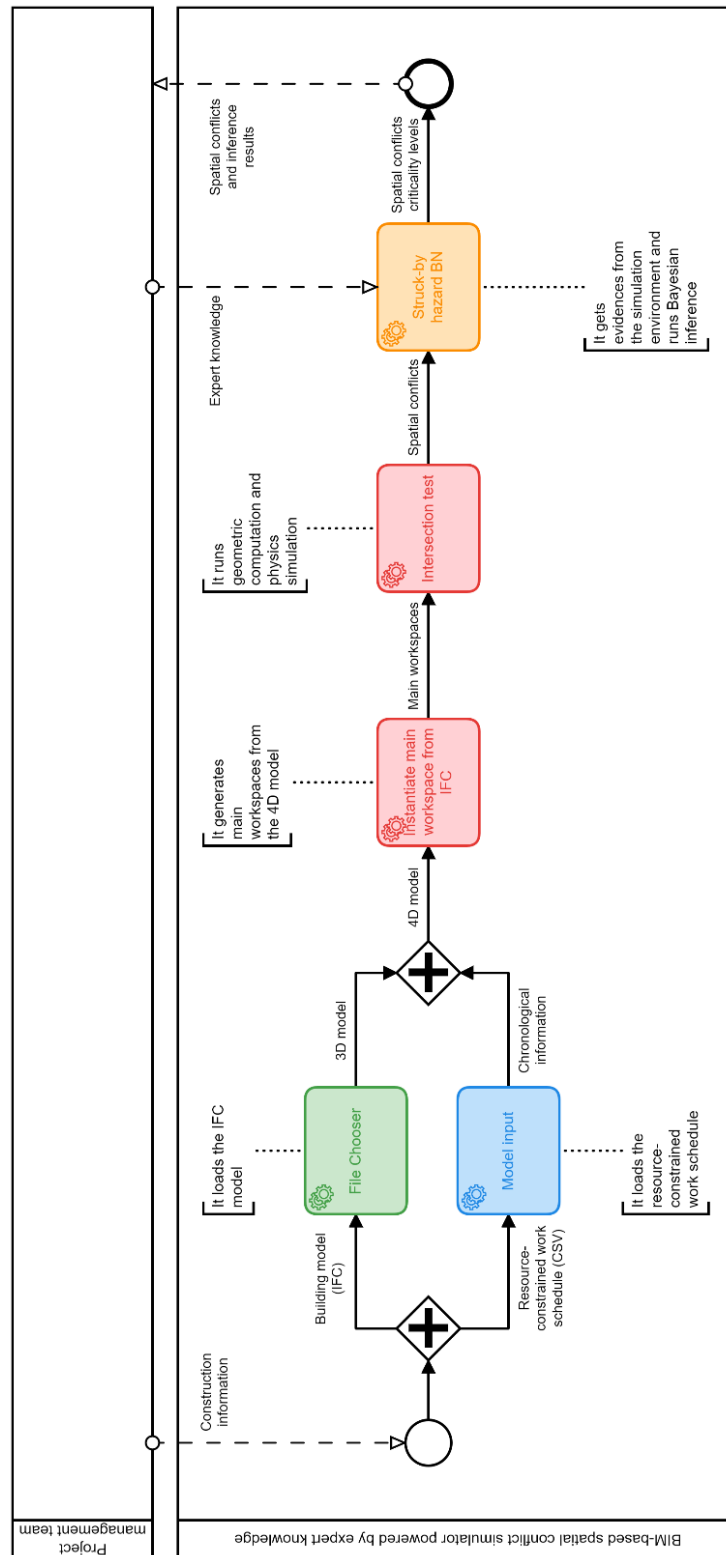 Project
management team
BIM-based spatial conflict simulator powered by expert knowledge
Construction
information
Building model
(IFC)
Resource-
constrained work
schedule (CSV)
It loads the IFC
model
File Chooser
Model input
It loads the
resource-
constrained
work schedule
3D model
Chronological
information
4D model
It generates
main
workspaces from
the 4D model
Instantiate main
workspace from
IFC
Main workspaces
It runs
geometric
computation and
physics
simulation
Intersection test
Spatial conflicts
Expert knowledge
Struck-by
hazard BN
It gets
evidences from
the simulation
environment and
runs Bayesian
inference
Spatial conflicts
criticality levels
Spatial conflicts
and inference
results